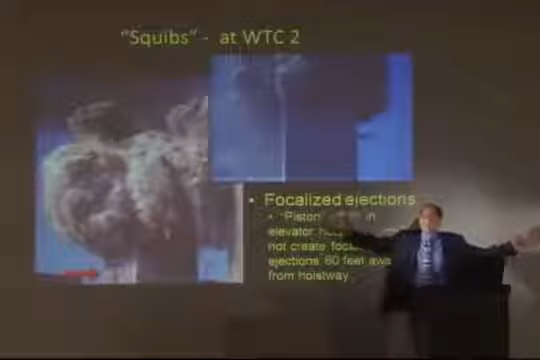 "Squibs" - at WTC 2
• Focalized ejections
• "Piston in
elevator
not create
ejections 60 feet
from hoistway.